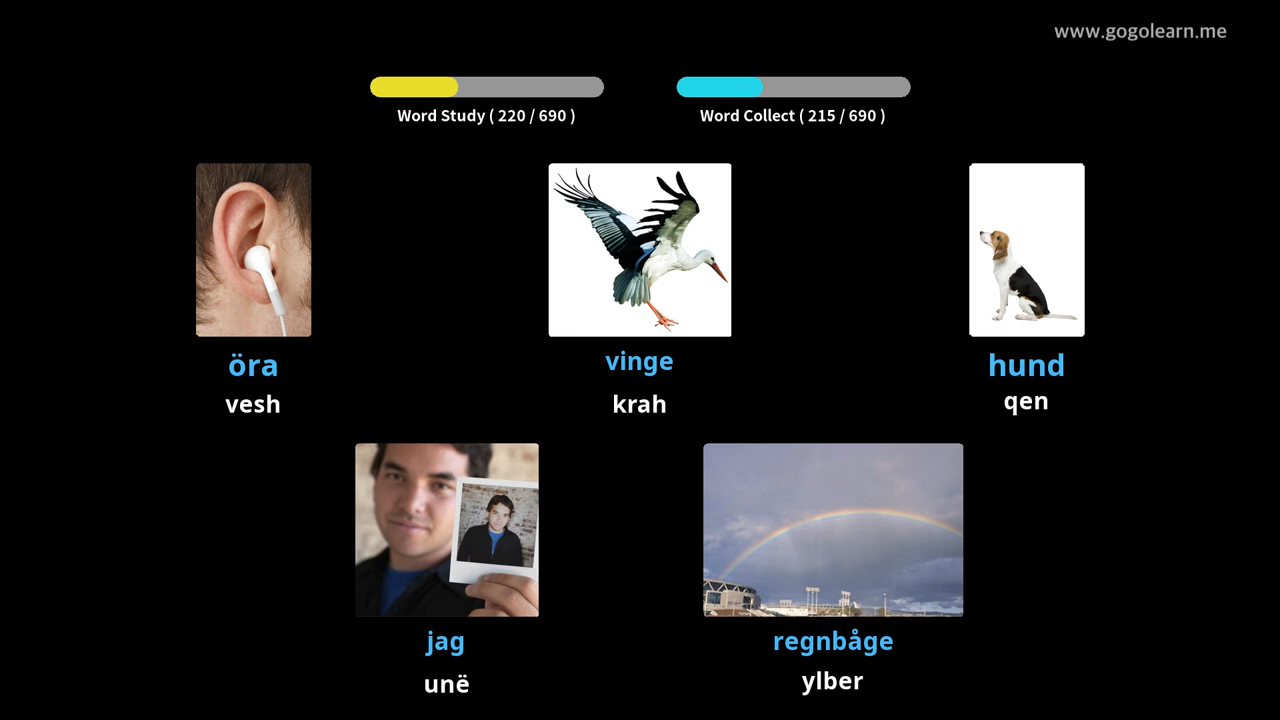 www.gogolearn.me
Word Study ( 220 / 690 )
Word Collect ( 215 / 690 )
öra
vesh
vinge
krah
hund
qen
jag
unë
regnbåge
ylber